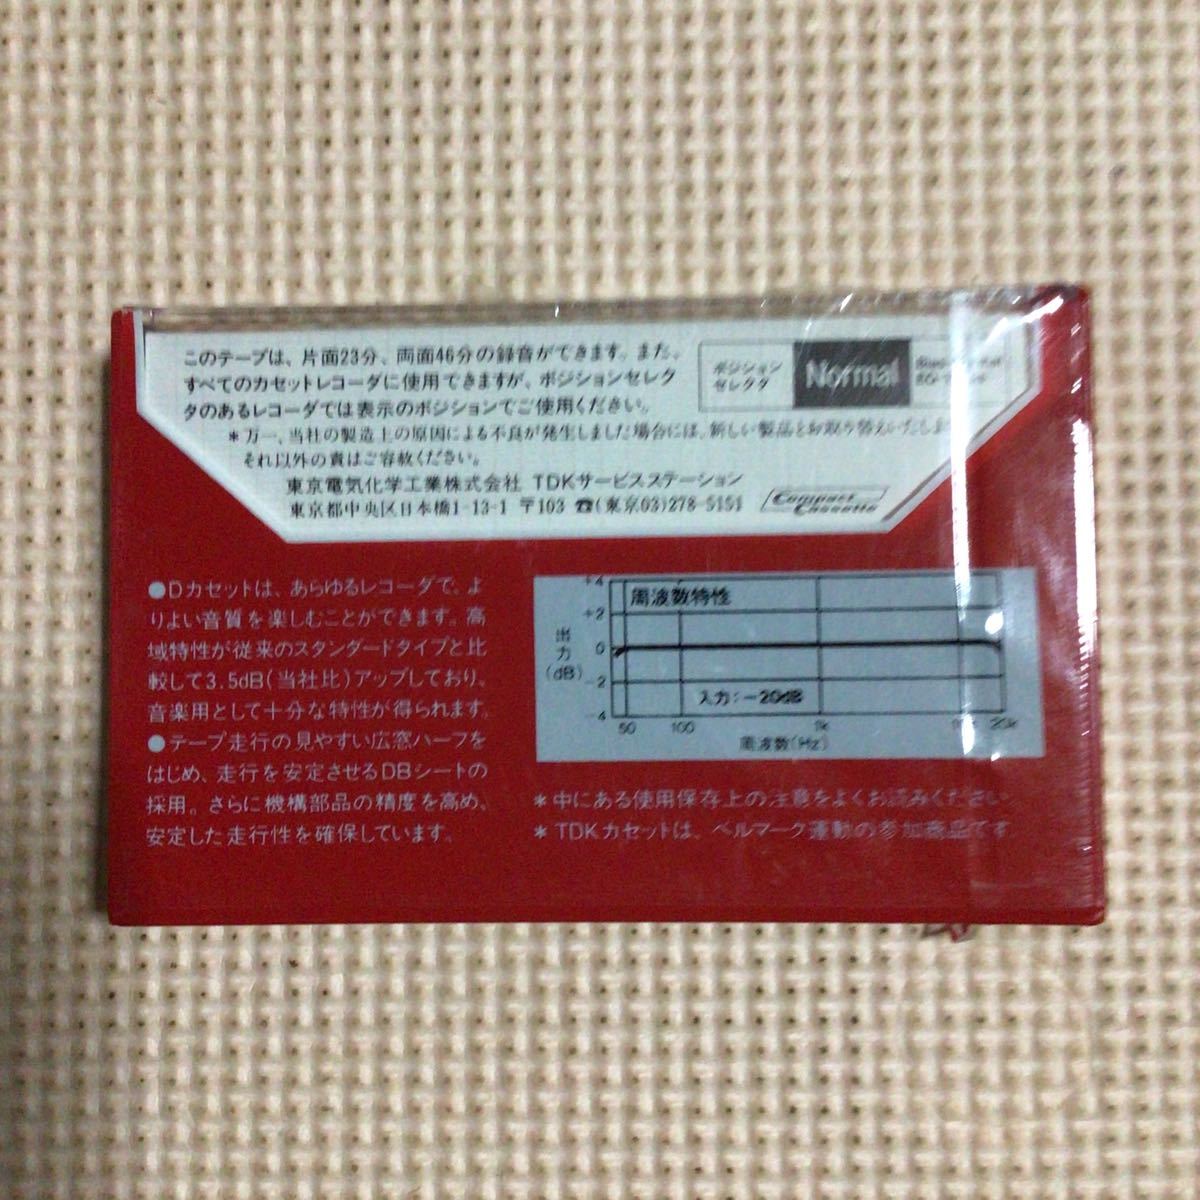 このテープは、片面23分、両面46分の録音ができます。また。
すべてのカセットレコーダに使用できますが、ポジションセレク
タのあるレコーダでは表示のポジションでご使用ください。
*万一、当社の製造上の原因による不良が発生しました場合には、新しい製品とお取り替えいたしま
それ以外の責はご容赦ください。
東京電気化学工業株式会社 TDKサービスステーション
東京都中央区日本橋1-13-1 〒103 ☎(東京03)278-5151
ポジション
セレクタ
Normal
Compact
Cassette
●Dカセットは、あらゆるレコーダで、よ
りよい音質を楽しむことができます。高
域特性が従来のスタンダードタイプと比
較して3.5dB(当社比)アップしており、
音楽用として十分な特性が得られます。
●テープ走行の見やすい広窓ハーフを
はじめ、走行を安定させるDBシートの
採用。さらに機構部品の精度を高め、
安定した走行性を確保しています。
周波数特性
出力(dB)
+4
+2
0
-2
-4
入力:-20dB
50 100 1k 20k
周波数(Hz)
*中にある使用保存上の注意をよくお読みください。
*TDKカセットは、ベルマーク運動の参加商品です